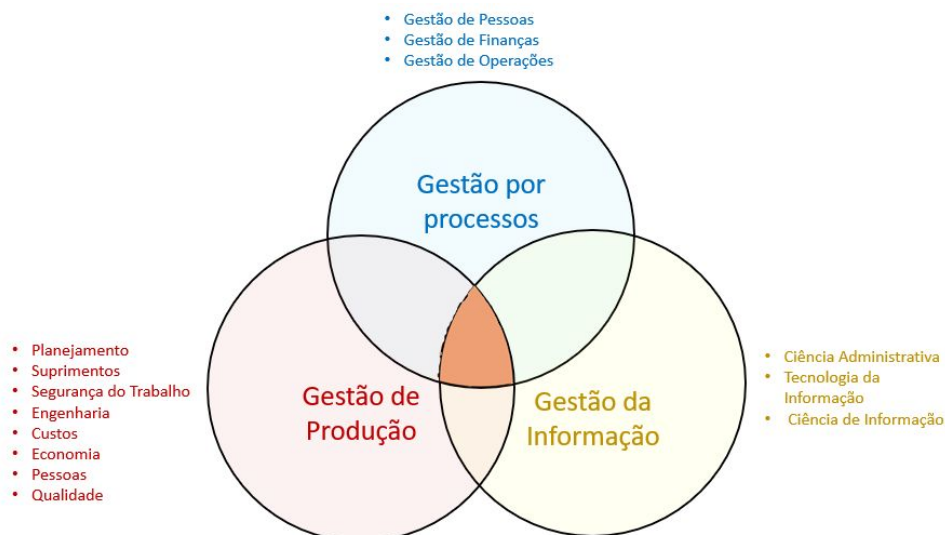 • Gestão de Pessoas
• Gestão de Finanças
• Gestão de Operações
Gestão por
processos
• Planejamento
• Suprimentos
• Segurança do Trabalho
• Engenharia
• Custos
• Economia
• Pessoas
• Qualidade
Gestão de
Produção
Gestão da
Informação
• Ciência Administrativa
• Tecnologia da
Informação
• Ciência de Informação